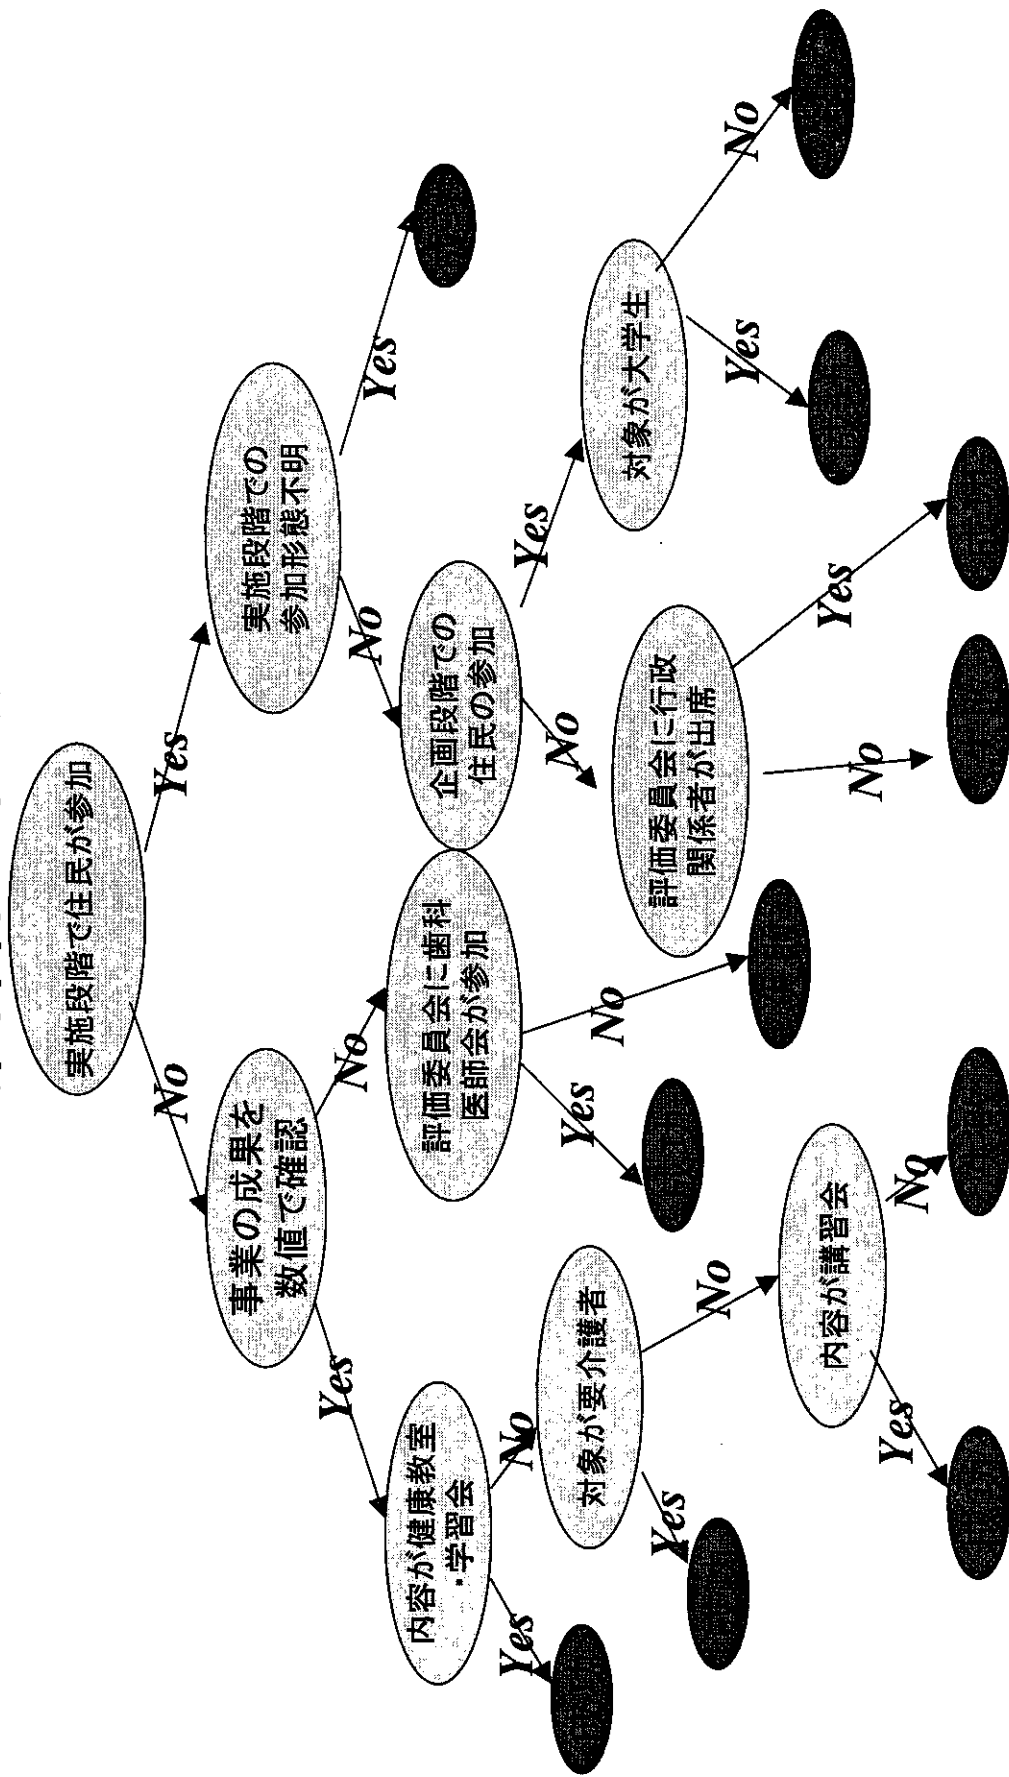 実施段階で住民が参加
No
Yes
事業の成果を
数値で確認
実施段階での
参加形態不明
Yes
No
No
Yes
内容が健康教室
・学習会
評価委員会に歯科
医師会が参加
企画段階での
住民の参加
Yes
No
Yes
No
No
Yes
対象が要介護者
評価委員会に行政
関係者が出席
対象が大学生
Yes
No
No
Yes
Yes
No
内容が講習会
Yes
No